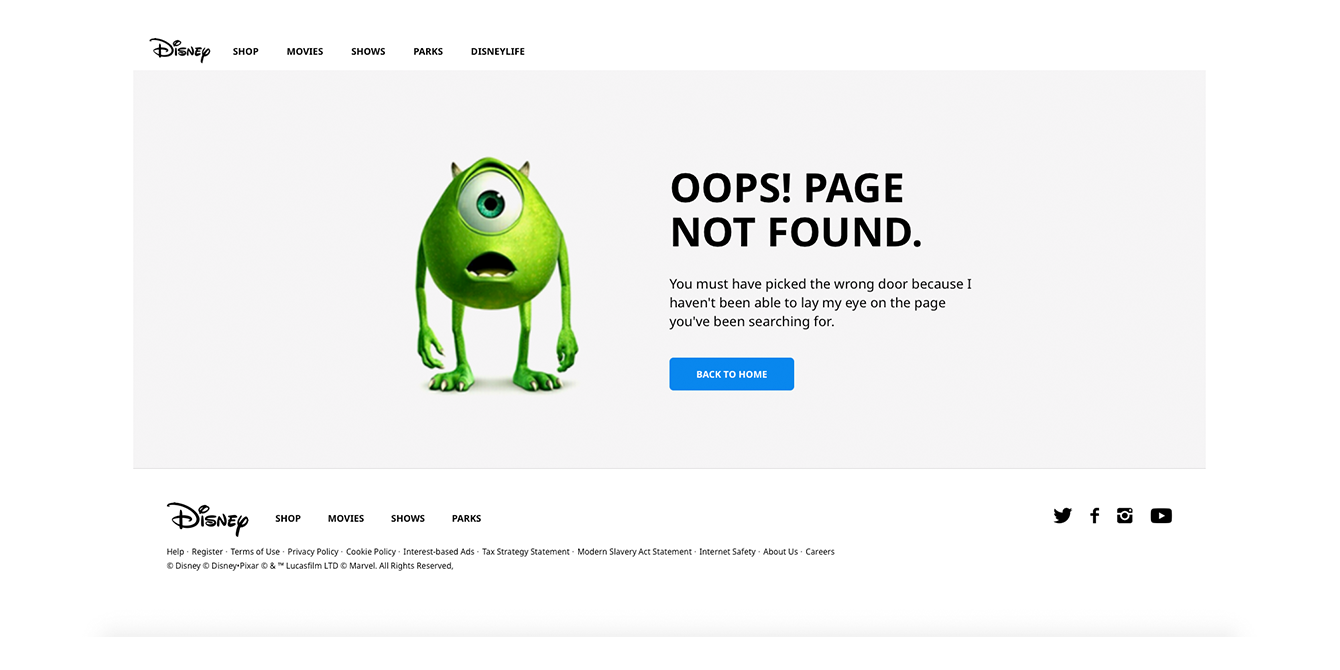 Disney SHOP MOVIES SHOWS PARKS DISNEYLIFE
OOPS! PAGE
NOT FOUND.
You must have picked the wrong door because I
haven't been able to lay my eye on the page
you've been searching for.
BACK TO HOME
Disney SHOP MOVIES SHOWS PARKS
Help · Register · Terms of Use · Privacy Policy · Cookie Policy · Interest-based Ads · Tax Strategy Statement · Modern Slavery Act Statement · Internet Safety · About Us · Careers
© Disney © Disney•Pixar © & ™ Lucasfilm LTD © Marvel. All Rights Reserved,